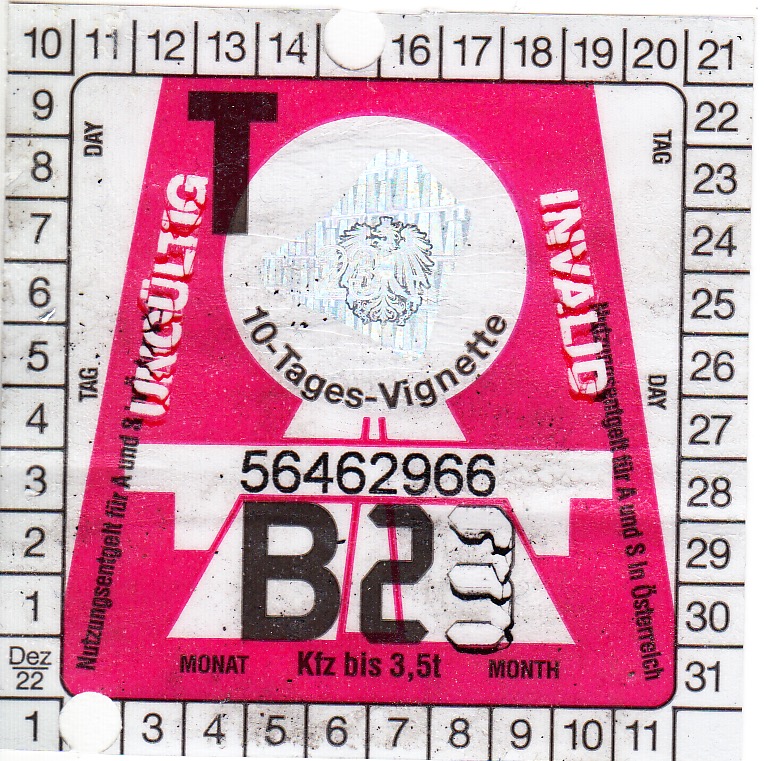 10 11 12 13 14 16 17 18 19 20 21
9 22
8 23
7 24
6 25
5 26
4 27
3 28
2 29
1 30
Dez
22
31
1 3 4 5 6 7 8 9 10 11
DAY
TAG
T
UNGÜLTIG
INVALID
10-Tages-Vignette
TAG
DAY
Nutzungsentgelt für A und S in
Nutzungsentgelt für A und S in Österreich
56462966
B23
MONAT Kfz bis 3,5t MONTH